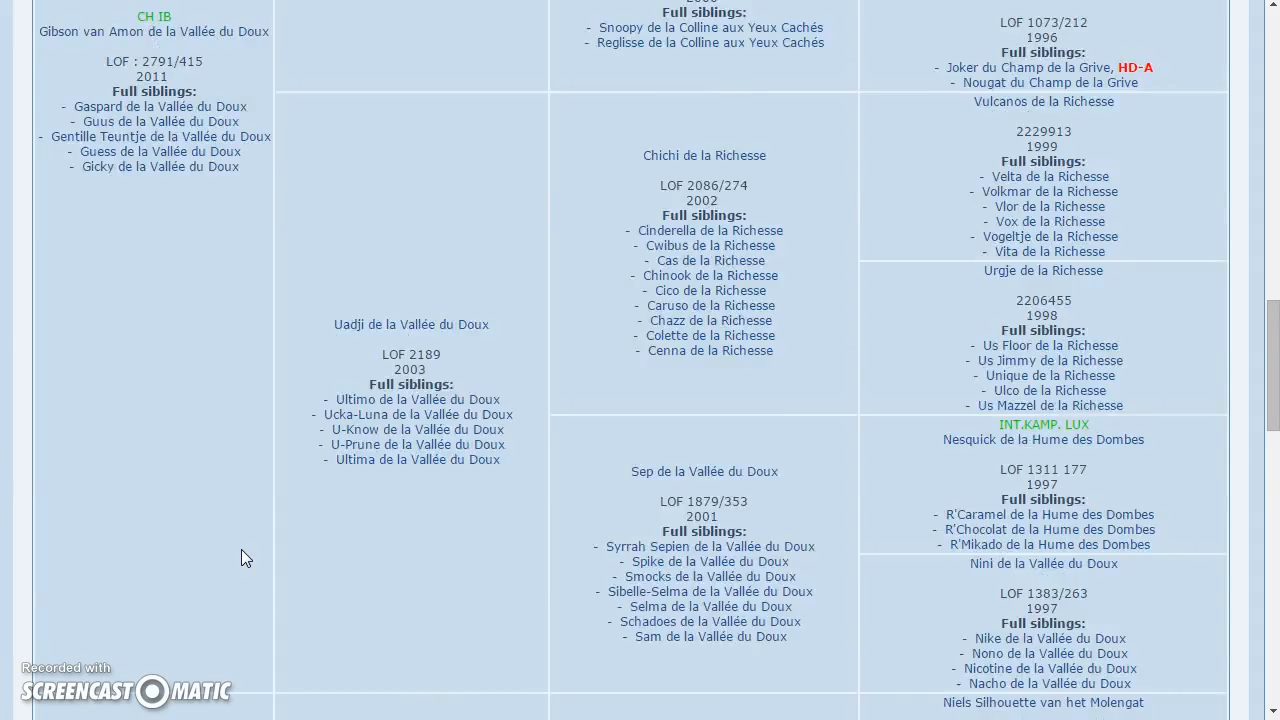 CH IB
Gibson van Amon de la Vallée du Doux
LOF : 2791/415
2011
Full siblings:
- Gaspard de la Vallée du Doux
- Guus de la Vallée du Doux
- Gentille Teuntje de la Vallée du Doux
- Guess de la Vallée du Doux
- Gicky de la Vallée du Doux
Uadji de la Vallée du Doux
LOF 2189
2003
Full siblings:
- Ultimo de la Vallée du Doux
- Ucka-Luna de la Vallée du Doux
- U-Know de la Vallée du Doux
- U-Prune de la Vallée du Doux
- Ultima de la Vallée du Doux
Full siblings:
- Snoopy de la Colline aux Yeux Cachés
- Reglisse de la Colline aux Yeux Cachés
Chichi de la Richesse
LOF 2086/274
2002
Full siblings:
- Cinderella de la Richesse
- Cwibus de la Richesse
- Cas de la Richesse
- Chinook de la Richesse
- Cico de la Richesse
- Caruso de la Richesse
- Chazz de la Richesse
- Colette de la Richesse
- Cenna de la Richesse
Sep de la Vallée du Doux
LOF 1879/353
2001
Full siblings:
- Syrrah Sepien de la Vallée du Doux
- Spike de la Vallée du Doux
- Smocks de la Vallée du Doux
- Sibelle-Selma de la Vallée du Doux
- Selma de la Vallée du Doux
- Schadoes de la Vallée du Doux
- Sam de la Vallée du Doux
LOF 1073/212
1996
Full siblings:
- Joker du Champ de la Grive, HD-A
- Nougat du Champ de la Grive
Vulcanos de la Richesse
2229913
1999
Full siblings:
- Velta de la Richesse
- Volkmar de la Richesse
- Vlor de la Richesse
- Vox de la Richesse
- Vogeltje de la Richesse
- Vita de la Richesse
Urgje de la Richesse
2206455
1998
Full siblings:
- Us Floor de la Richesse
- Us Jimmy de la Richesse
- Unique de la Richesse
- Ulco de la Richesse
- Us Mazzel de la Richesse
INT.KAMP. LUX
Nesquick de la Hume des Dombes
LOF 1311 177
1997
Full siblings:
- R'Caramel de la Hume des Dombes
- R'Chocolat de la Hume des Dombes
- R'Mikado de la Hume des Dombes
Nini de la Vallée du Doux
LOF 1383/263
1997
Full siblings:
- Nike de la Vallée du Doux
- Nono de la Vallée du Doux
- Nicotine de la Vallée du Doux
- Nacho de la Vallée du Doux
Niels Silhouette van het Molengat
Recorded with
SCREENCAST MATIC